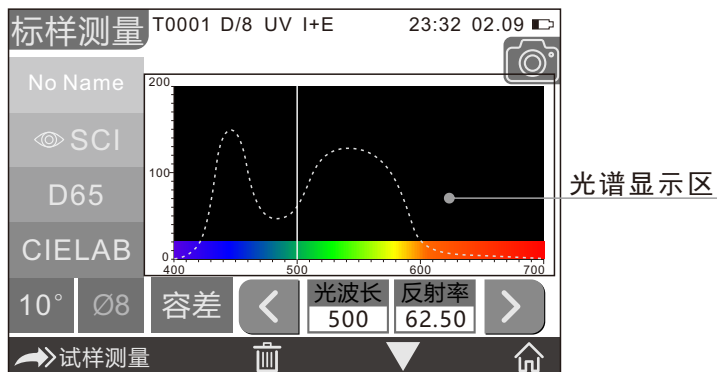 标样测量 T0001 D/8 UV I+E 23:32 02.09
No Name
SCI
D65
CIELAB
10° Ø8 容差
200
100
0
400 500 600 700
光谱显示区
光波长 反射率
500 62.50
试样测量